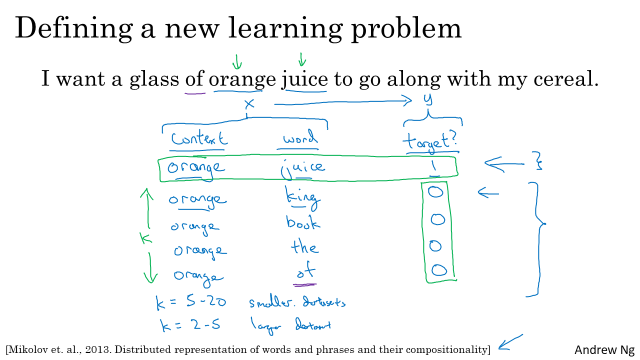 Defining a new learning problem
I want a glass of orange juice to go along with my cereal.
x y
Context word target?
orange juice 1
orange king 0
orange book 0
k
orange the 0
orange of 0
k = 5-20 smaller datasets
k = 2-5 larger dataset
[Mikolov et. al., 2013. Distributed representation of words and phrases and their compositionality] Andrew Ng